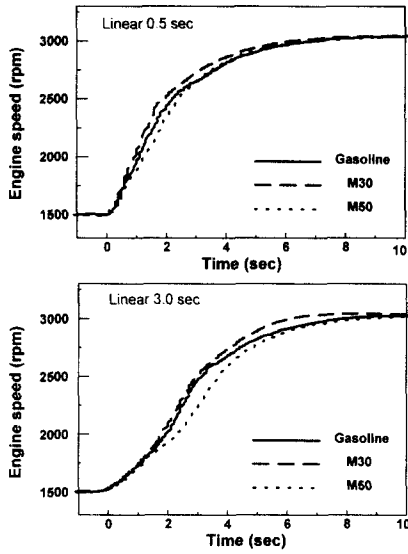 Linear 0.5 sec
3000
2500
2000
1500
Engine speed (rpm)
Gasoline
M30
M60
0 2 4 6 8 10
Time (sec)
Linear 3.0 sec
3000
2500
2000
1500
Engine speed (rpm)
Gasoline
M30
M60
0 2 4 6 8 10
Time (sec)